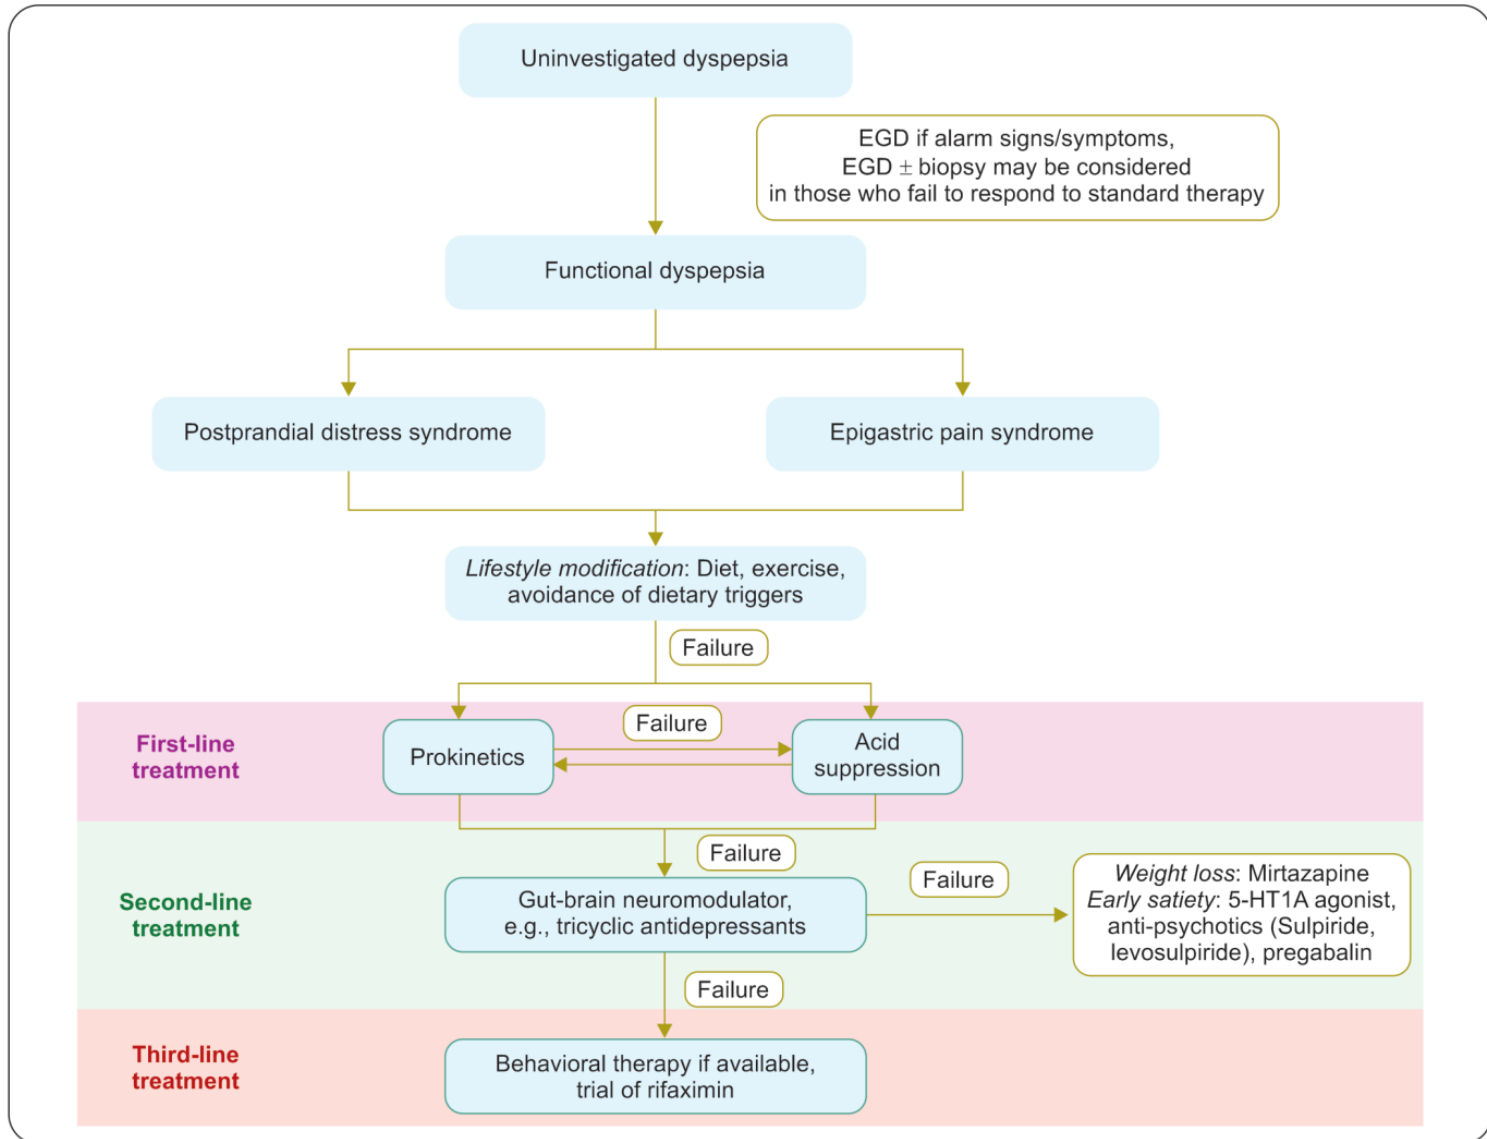 Uninvestigated dyspepsia
EGD if alarm signs/symptoms,
EGD ± biopsy may be considered
in those who fail to respond to standard therapy
Functional dyspepsia
Postprandial distress syndrome
Epigastric pain syndrome
Lifestyle modification: Diet, exercise,
avoidance of dietary triggers
Failure
First-line
treatment
Prokinetics
Failure
Acid
suppression
Failure
Second-line
treatment
Gut-brain neuromodulator,
e.g., tricyclic antidepressants
Failure
Weight loss: Mirtazapine
Early satiety: 5-HT1A agonist,
anti-psychotics (Sulpiride,
levosulpiride), pregabalin
Failure
Third-line
treatment
Behavioral therapy if available,
trial of rifaximin